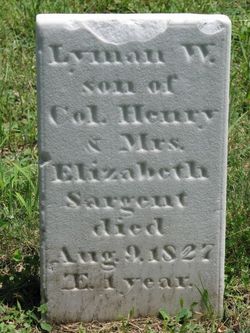 Lyman W.
son of
Col. Henry
& Mrs.
Elizabeth
Sargent
died
Aug. 9, 1827
Æ. 1 year.